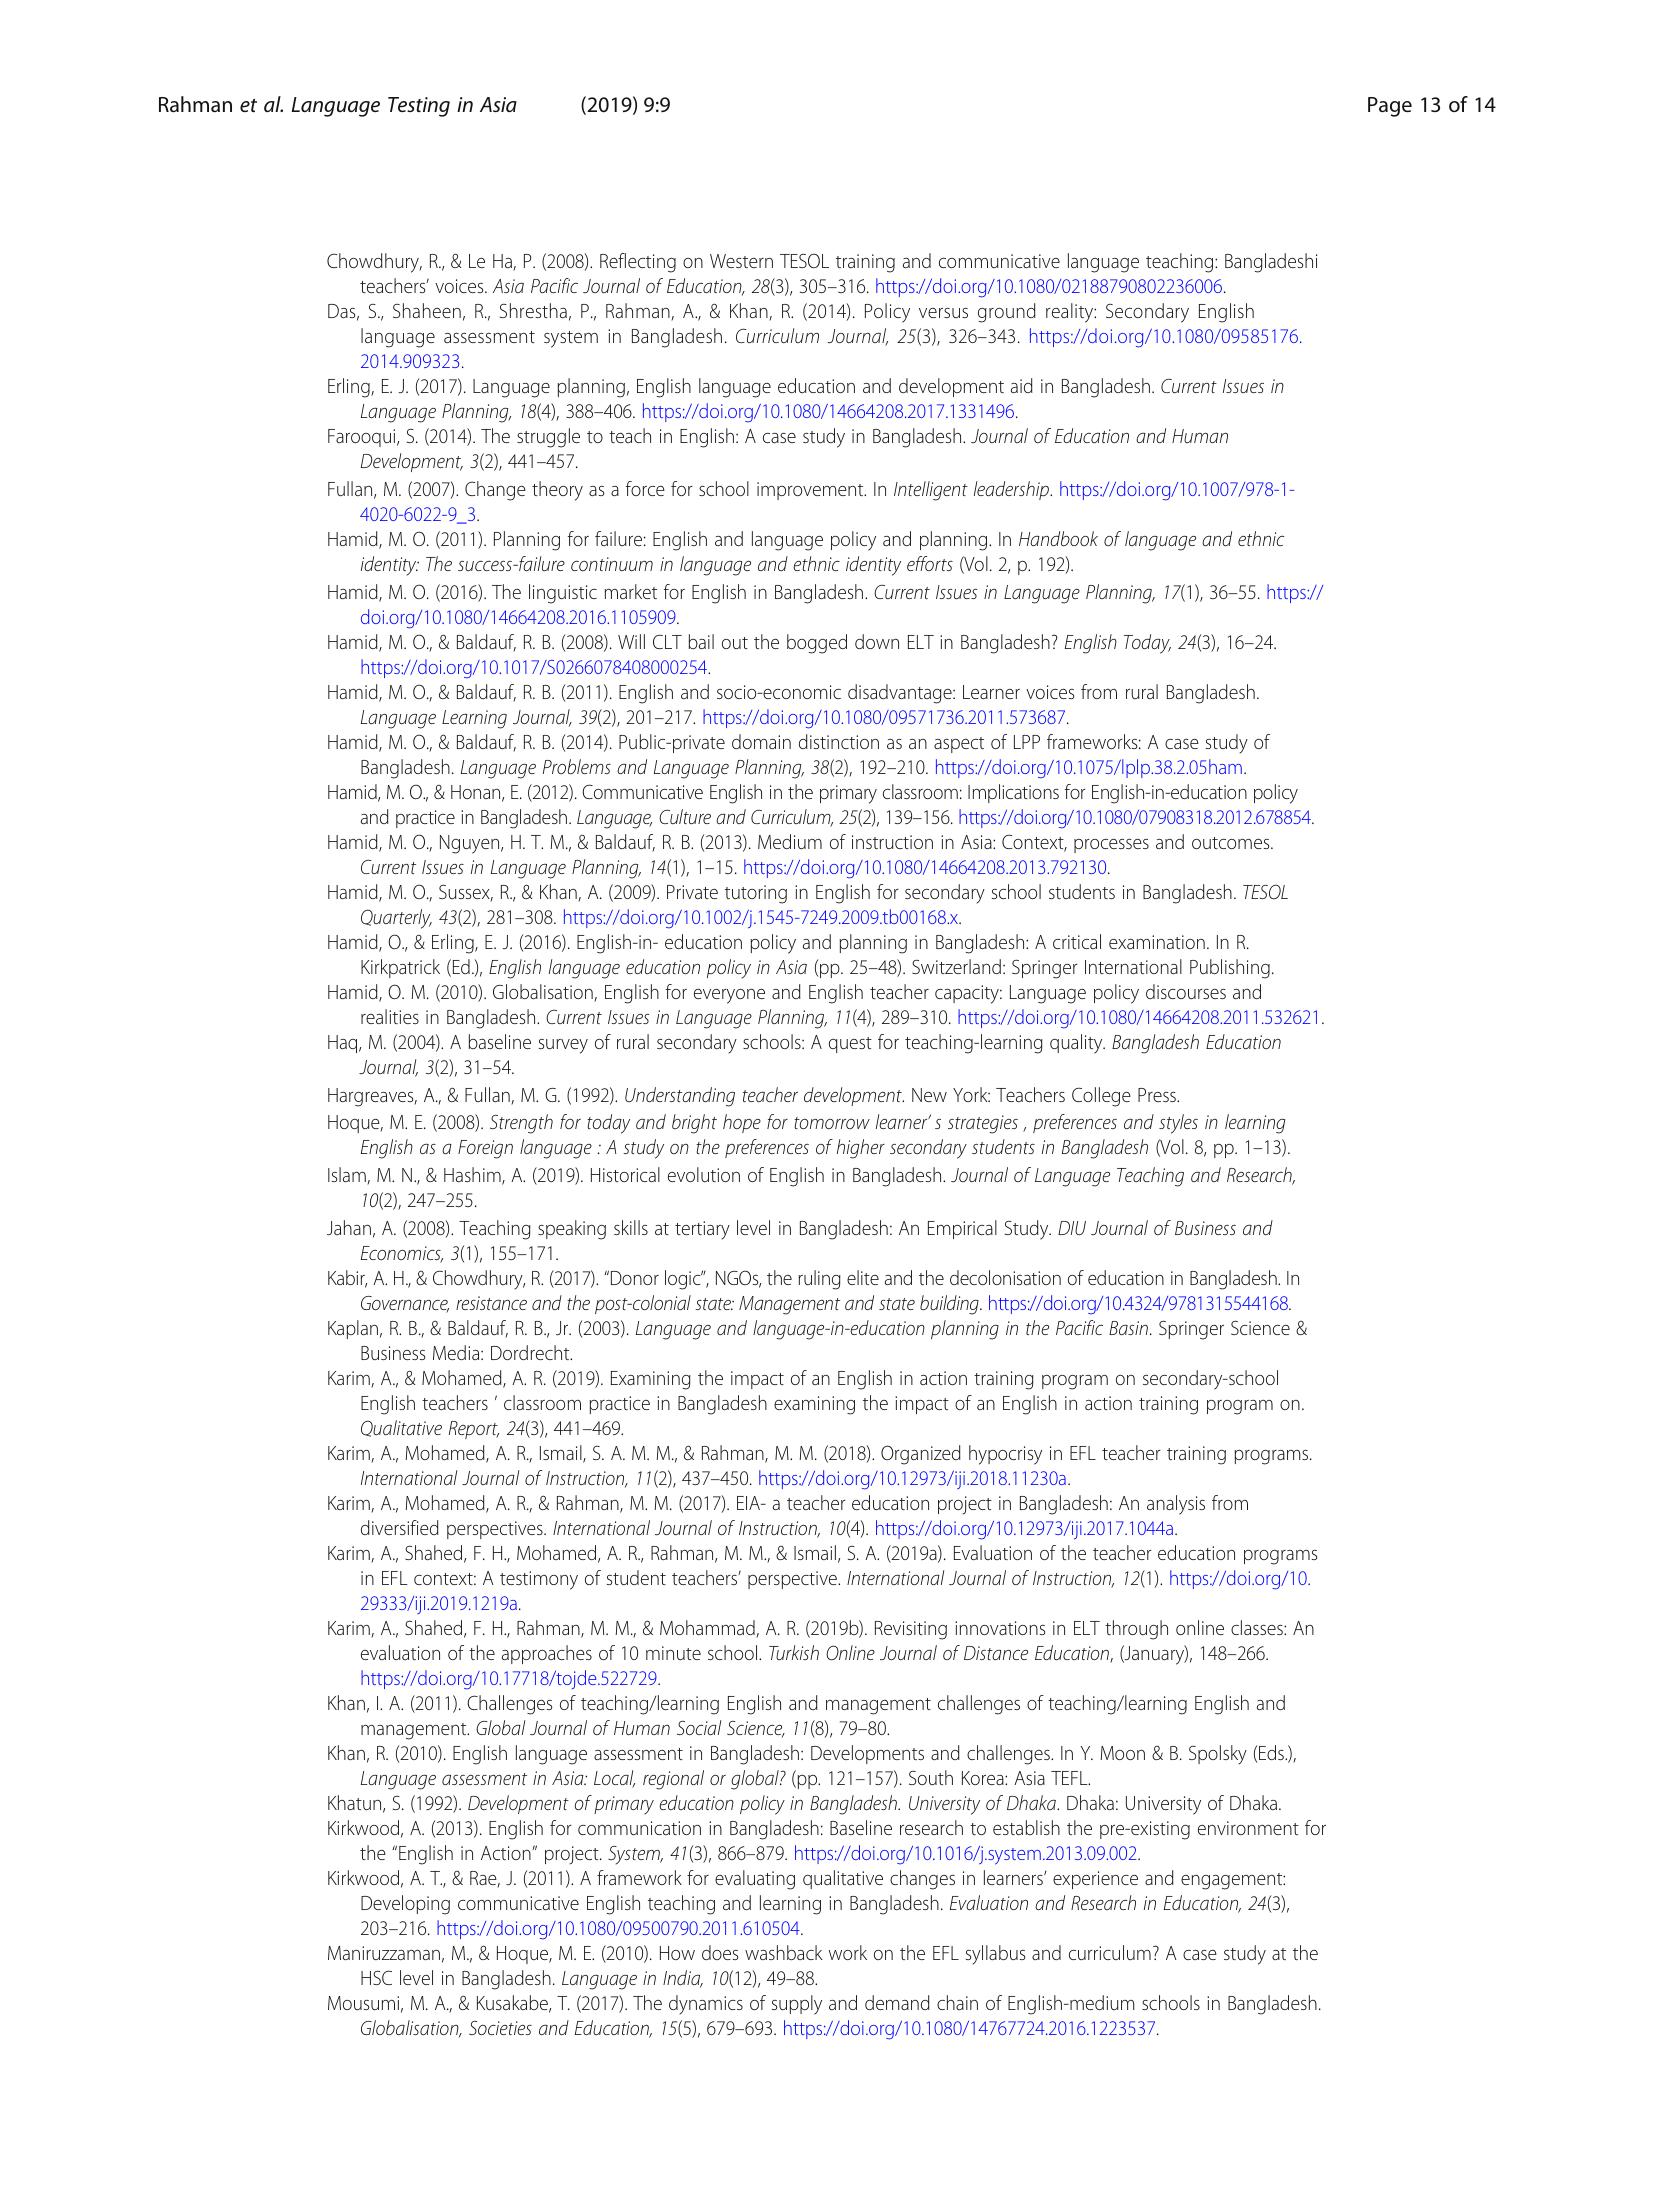 Rahman et al. Language Testing in Asia (2019) 9:9 Page 13 of 14
Chowdhury, R., & Le Ha, P. (2008). Reflecting on Western TESOL training and communicative language teaching: Bangladeshi
teachers’ voices. Asia Pacific Journal of Education, 28(3), 305–316. https://doi.org/10.1080/02188790802236006.
Das, S., Shaheen, R., Shrestha, P., Rahman, A., & Khan, R. (2014). Policy versus ground reality: Secondary English
language assessment system in Bangladesh. Curriculum Journal, 25(3), 326–343. https://doi.org/10.1080/09585176.
2014.909323.
Erling, E. J. (2017). Language planning, English language education and development aid in Bangladesh. Current Issues in
Language Planning, 18(4), 388–406. https://doi.org/10.1080/14664208.2017.1331496.
Farooqui, S. (2014). The struggle to teach in English: A case study in Bangladesh. Journal of Education and Human
Development, 3(2), 441–457.
Fullan, M. (2007). Change theory as a force for school improvement. In Intelligent leadership. https://doi.org/10.1007/978-1-
4020-6022-9_3.
Hamid, M. O. (2011). Planning for failure: English and language policy and planning. In Handbook of language and ethnic
identity: The success-failure continuum in language and ethnic identity efforts (Vol. 2, p. 192).
Hamid, M. O. (2016). The linguistic market for English in Bangladesh. Current Issues in Language Planning, 17(1), 36–55. https://
doi.org/10.1080/14664208.2016.1105909.
Hamid, M. O., & Baldauf, R. B. (2008). Will CLT bail out the bogged down ELT in Bangladesh? English Today, 24(3), 16–24.
https://doi.org/10.1017/S0266078408000254.
Hamid, M. O., & Baldauf, R. B. (2011). English and socio-economic disadvantage: Learner voices from rural Bangladesh.
Language Learning Journal, 39(2), 201–217. https://doi.org/10.1080/09571736.2011.573687.
Hamid, M. O., & Baldauf, R. B. (2014). Public-private domain distinction as an aspect of LPP frameworks: A case study of
Bangladesh. Language Problems and Language Planning, 38(2), 192–210. https://doi.org/10.1075/lplp.38.2.05ham.
Hamid, M. O., & Honan, E. (2012). Communicative English in the primary classroom: Implications for English-in-education policy
and practice in Bangladesh. Language, Culture and Curriculum, 25(2), 139–156. https://doi.org/10.1080/07908318.2012.678854.
Hamid, M. O., Nguyen, H. T. M., & Baldauf, R. B. (2013). Medium of instruction in Asia: Context, processes and outcomes.
Current Issues in Language Planning, 14(1), 1–15. https://doi.org/10.1080/14664208.2013.792130.
Hamid, M. O., Sussex, R., & Khan, A. (2009). Private tutoring in English for secondary school students in Bangladesh. TESOL
Quarterly, 43(2), 281–308. https://doi.org/10.1002/j.1545-7249.2009.tb00168.x.
Hamid, O., & Erling, E. J. (2016). English-in- education policy and planning in Bangladesh: A critical examination. In R.
Kirkpatrick (Ed.), English language education policy in Asia (pp. 25–48). Switzerland: Springer International Publishing.
Hamid, O. M. (2010). Globalisation, English for everyone and English teacher capacity: Language policy discourses and
realities in Bangladesh. Current Issues in Language Planning, 11(4), 289–310. https://doi.org/10.1080/14664208.2011.532621.
Haq, M. (2004). A baseline survey of rural secondary schools: A quest for teaching-learning quality. Bangladesh Education
Journal, 3(2), 31–54.
Hargreaves, A., & Fullan, M. G. (1992). Understanding teacher development. New York: Teachers College Press.
Hoque, M. E. (2008). Strength for today and bright hope for tomorrow learner’ s strategies , preferences and styles in learning
English as a Foreign language : A study on the preferences of higher secondary students in Bangladesh (Vol. 8, pp. 1–13).
Islam, M. N., & Hashim, A. (2019). Historical evolution of English in Bangladesh. Journal of Language Teaching and Research,
10(2), 247–255.
Jahan, A. (2008). Teaching speaking skills at tertiary level in Bangladesh: An Empirical Study. DIU Journal of Business and
Economics, 3(1), 155–171.
Kabir, A. H., & Chowdhury, R. (2017). “Donor logic”, NGOs, the ruling elite and the decolonisation of education in Bangladesh. In
Governance, resistance and the post-colonial state: Management and state building. https://doi.org/10.4324/9781315544168.
Kaplan, R. B., & Baldauf, R. B., Jr. (2003). Language and language-in-education planning in the Pacific Basin. Springer Science &
Business Media: Dordrecht.
Karim, A., & Mohamed, A. R. (2019). Examining the impact of an English in action training program on secondary-school
English teachers ’ classroom practice in Bangladesh examining the impact of an English in action training program on.
Qualitative Report, 24(3), 441–469.
Karim, A., Mohamed, A. R., Ismail, S. A. M. M., & Rahman, M. M. (2018). Organized hypocrisy in EFL teacher training programs.
International Journal of Instruction, 11(2), 437–450. https://doi.org/10.12973/iji.2018.11230a.
Karim, A., Mohamed, A. R., & Rahman, M. M. (2017). EIA- a teacher education project in Bangladesh: An analysis from
diversified perspectives. International Journal of Instruction, 10(4). https://doi.org/10.12973/iji.2017.1044a.
Karim, A., Shahed, F. H., Mohamed, A. R., Rahman, M. M., & Ismail, S. A. (2019a). Evaluation of the teacher education programs
in EFL context: A testimony of student teachers’ perspective. International Journal of Instruction, 12(1). https://doi.org/10.
29333/iji.2019.1219a.
Karim, A., Shahed, F. H., Rahman, M. M., & Mohammad, A. R. (2019b). Revisiting innovations in ELT through online classes: An
evaluation of the approaches of 10 minute school. Turkish Online Journal of Distance Education, (January), 148–266.
https://doi.org/10.17718/tojde.522729.
Khan, I. A. (2011). Challenges of teaching/learning English and management challenges of teaching/learning English and
management. Global Journal of Human Social Science, 11(8), 79–80.
Khan, R. (2010). English language assessment in Bangladesh: Developments and challenges. In Y. Moon & B. Spolsky (Eds.),
Language assessment in Asia: Local, regional or global? (pp. 121–157). South Korea: Asia TEFL.
Khatun, S. (1992). Development of primary education policy in Bangladesh. University of Dhaka. Dhaka: University of Dhaka.
Kirkwood, A. (2013). English for communication in Bangladesh: Baseline research to establish the pre-existing environment for
the “English in Action” project. System, 41(3), 866–879. https://doi.org/10.1016/j.system.2013.09.002.
Kirkwood, A. T., & Rae, J. (2011). A framework for evaluating qualitative changes in learners’ experience and engagement:
Developing communicative English teaching and learning in Bangladesh. Evaluation and Research in Education, 24(3),
203–216. https://doi.org/10.1080/09500790.2011.610504.
Maniruzzaman, M., & Hoque, M. E. (2010). How does washback work on the EFL syllabus and curriculum? A case study at the
HSC level in Bangladesh. Language in India, 10(12), 49–88.
Mousumi, M. A., & Kusakabe, T. (2017). The dynamics of supply and demand chain of English-medium schools in Bangladesh.
Globalisation, Societies and Education, 15(5), 679–693. https://doi.org/10.1080/14767724.2016.1223537.